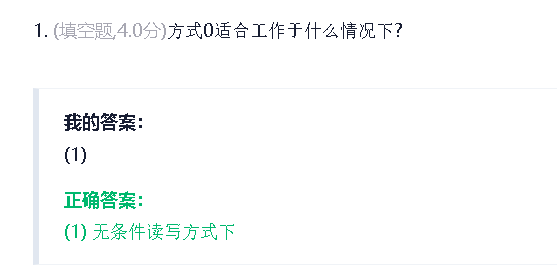 1. (填空题,4.0分)方式0适合工作于什么情况下?
我的答案：
(1)
正确答案：
(1) 无条件读写方式下